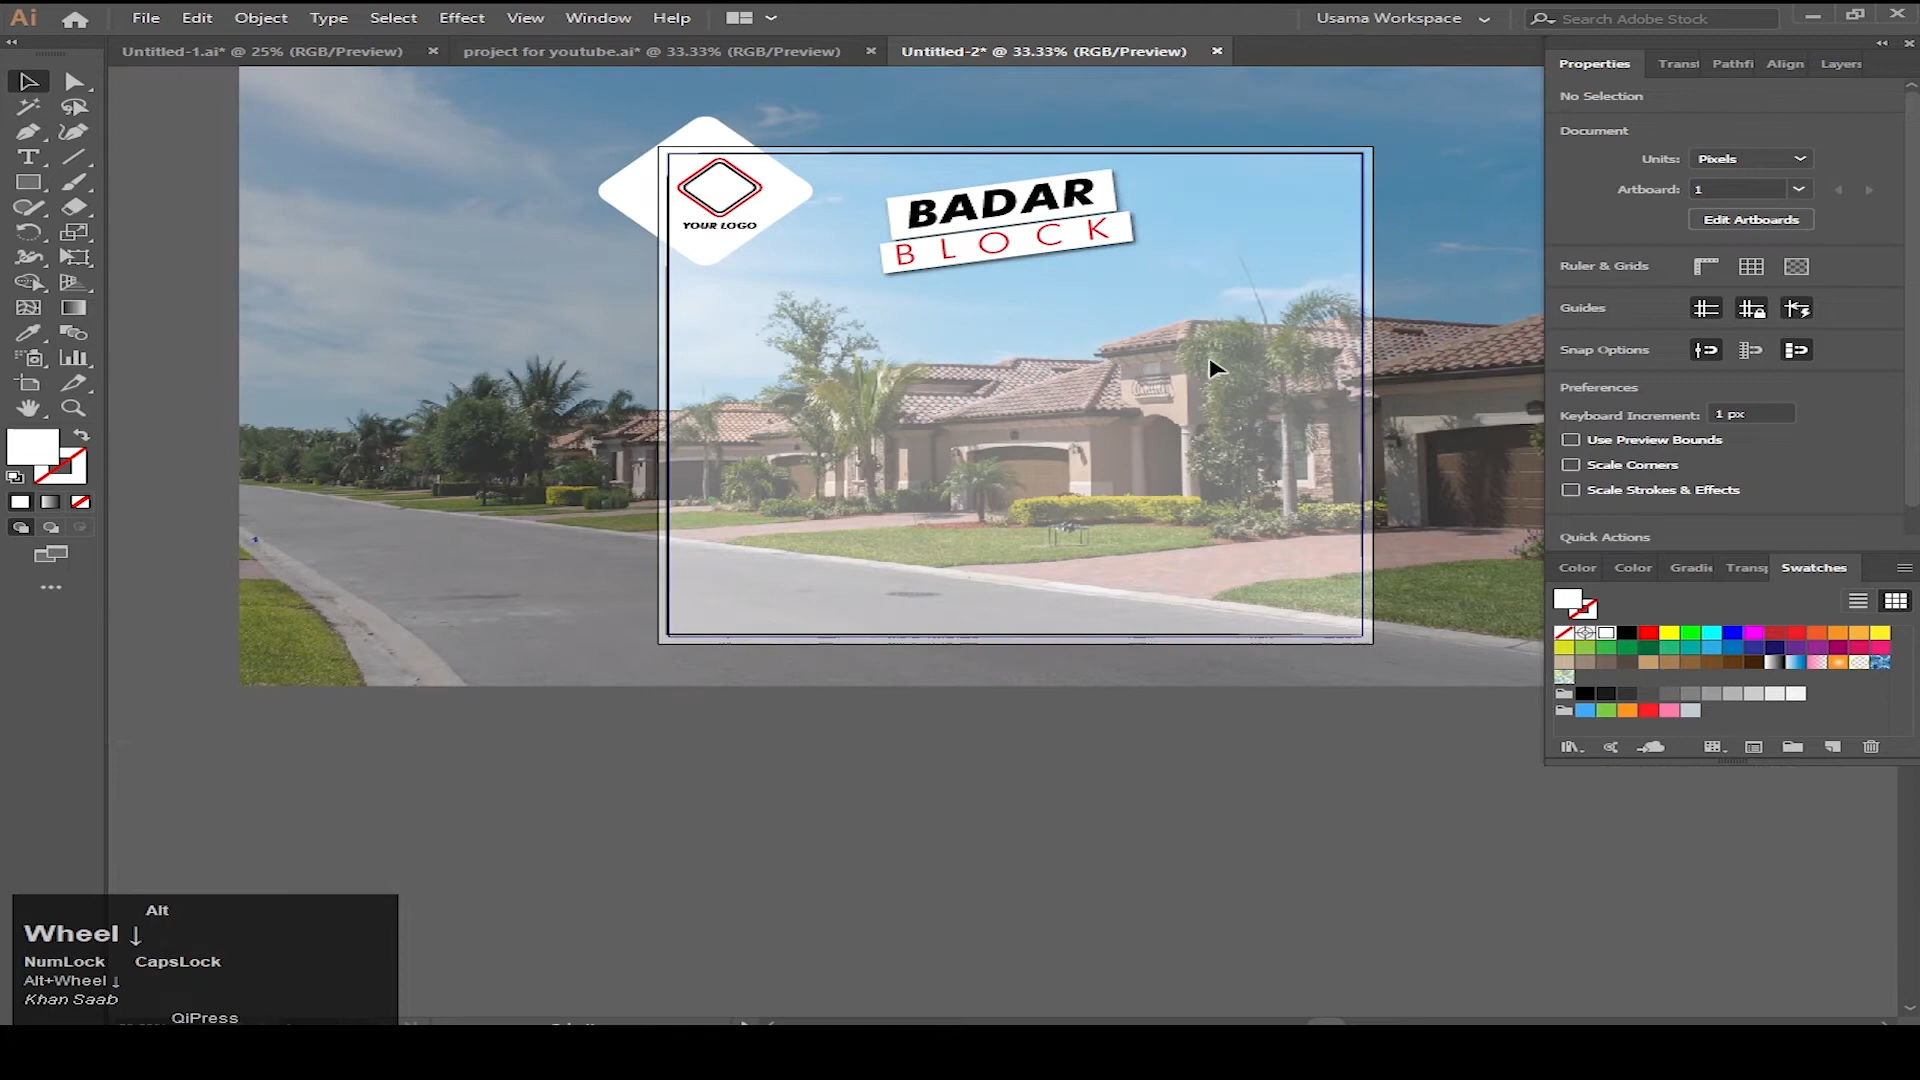 Ai File Edit Object Type Select Effect View Window Help Usama Workspace Search Adobe Stock
Untitled-1.ai* @ 25% (RGB/Preview) project for youtube.ai* @ 33.33% (RGB/Preview) Untitled-2* @ 33.33% (RGB/Preview)
Properties Transf Pathfi Align Layers
No Selection
Document
Units: Pixels
Artboard: 1
Edit Artboards
Ruler & Grids
Guides
Snap Options
Preferences
Keyboard Increment: 1 px
Use Preview Bounds
Scale Corners
Scale Strokes & Effects
Quick Actions
Color Color Gradie Transp Swatches
YOUR LOGO
BADAR
BLOCK
Alt
Wheel ↓
NumLock CapsLock
Alt+Wheel ↓
Khan Saab
QiPress